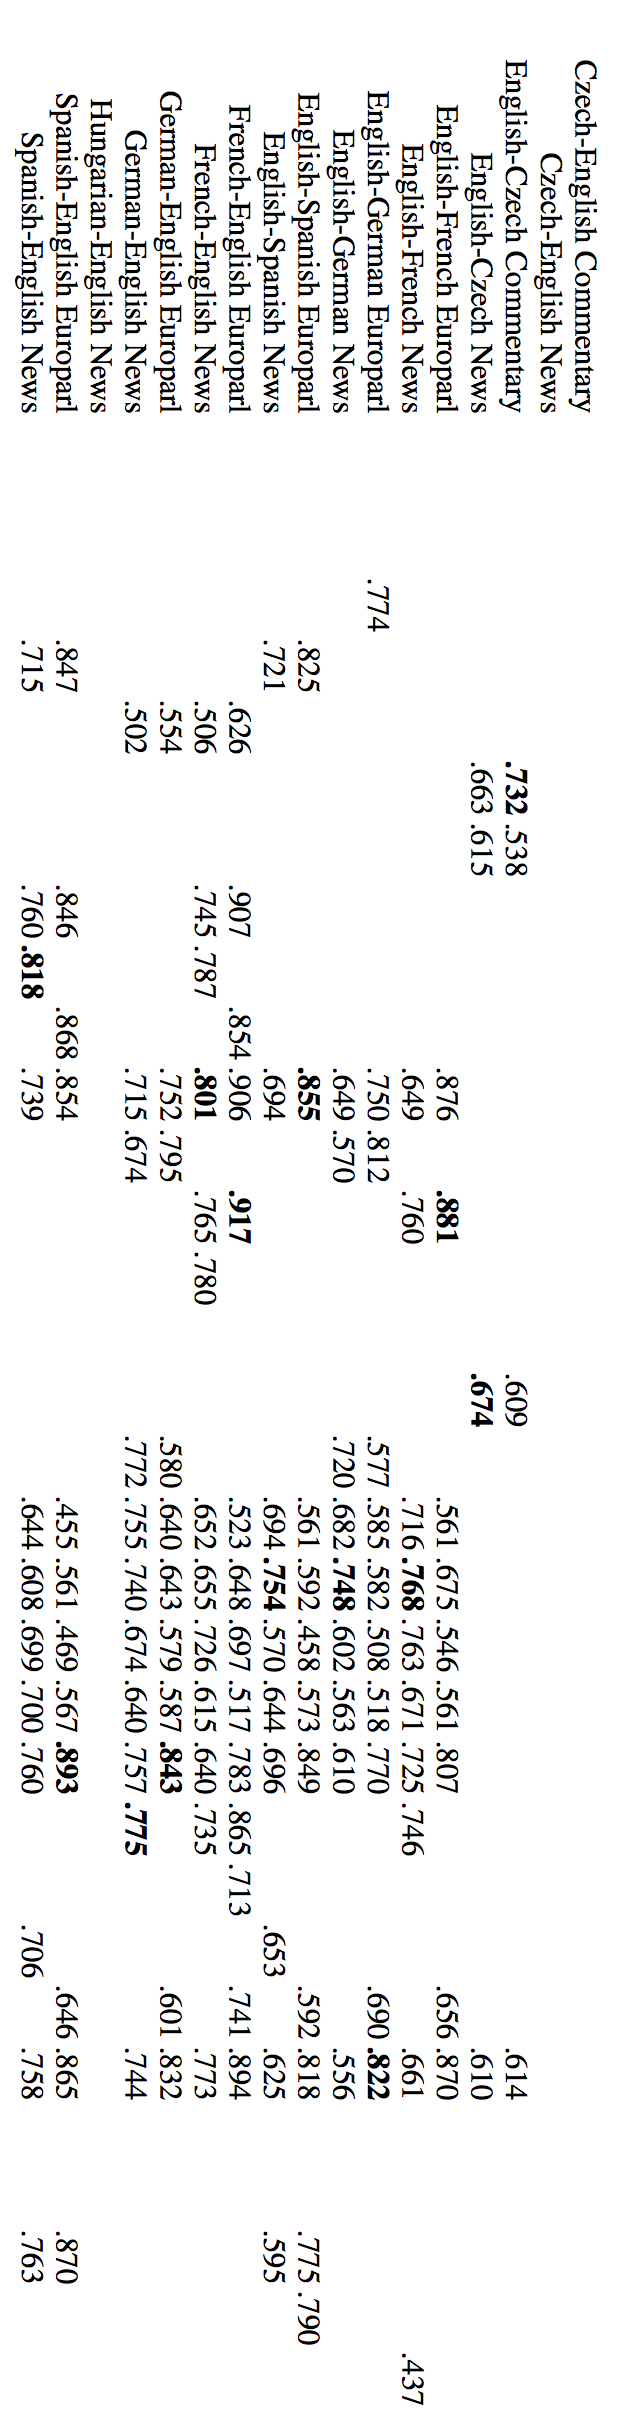 Czech-English Commentary
Czech-English News
English-Czech Commentary .732 .538 .609 .614
English-Czech News .663 .615 .674 .610
English-French Europarl .876 .881 .561 .675 .546 .561 .807 .656 .870
English-French News .649 .760 .716 .768 .763 .671 .725 .746 .661 .437
English-German Europarl .774 .750 .812 .577 .585 .582 .508 .518 .770 .690 .822
English-German News .649 .570 .720 .682 .748 .602 .563 .610 .556
English-Spanish Europarl .825 .855 .561 .592 .458 .573 .849 .592 .818 .775 .790
English-Spanish News .721 .694 .694 .754 .570 .644 .696 .653 .625 .595
French-English Europarl .626 .907 .854 .906 .917 .523 .648 .697 .517 .783 .865 .713 .741 .894
French-English News .506 .745 .787 .801 .765 .780 .652 .655 .726 .615 .640 .735 .773
German-English Europarl .554 .752 .795 .580 .640 .643 .579 .587 .843 .601 .832
German-English News .502 .715 .674 .772 .755 .740 .674 .640 .757 .775 .744
Hungarian-English News
Spanish-English Europarl .847 .846 .868 .854 .455 .561 .469 .567 .893 .646 .865 .870
Spanish-English News .715 .760 .818 .739 .644 .608 .699 .700 .760 .706 .758 .763